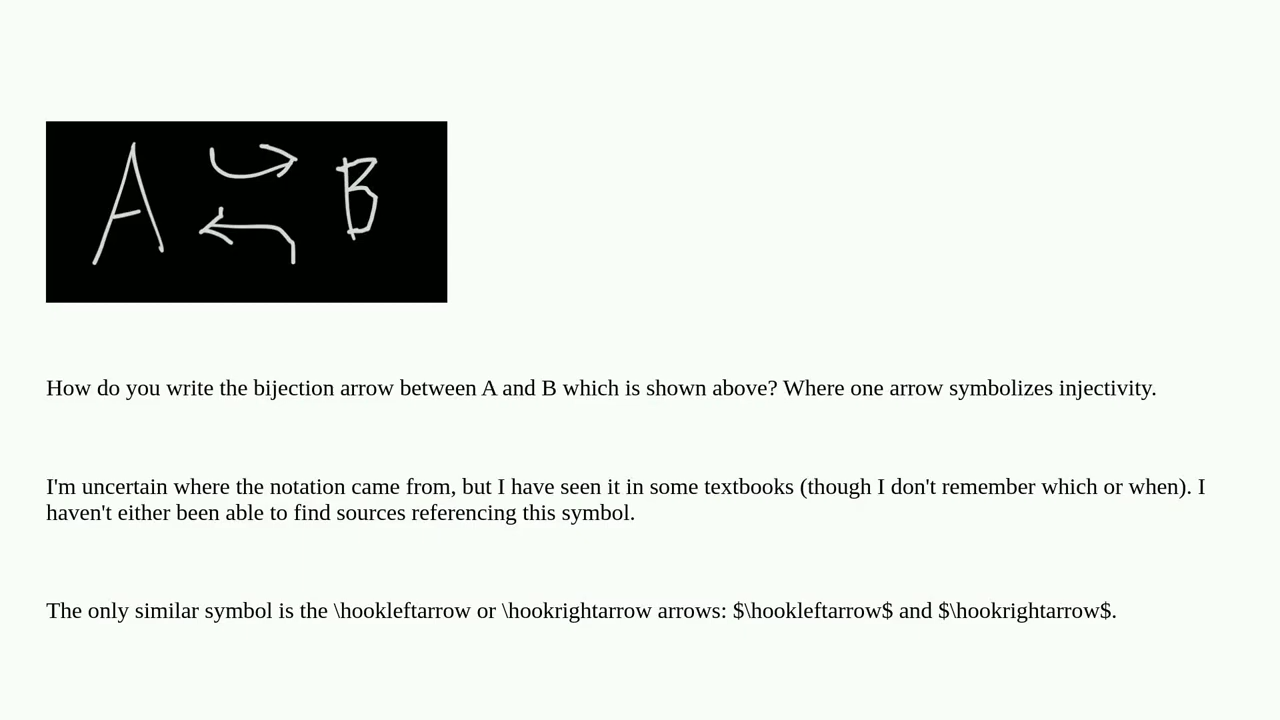 A B
How do you write the bijection arrow between A and B which is shown above? Where one arrow symbolizes injectivity.
I'm uncertain where the notation came from, but I have seen it in some textbooks (though I don't remember which or when). I
haven't either been able to find sources referencing this symbol.
The only similar symbol is the \hookleftarrow or \hookrightarrow arrows: $\hookleftarrow$ and $\hookrightarrow$.